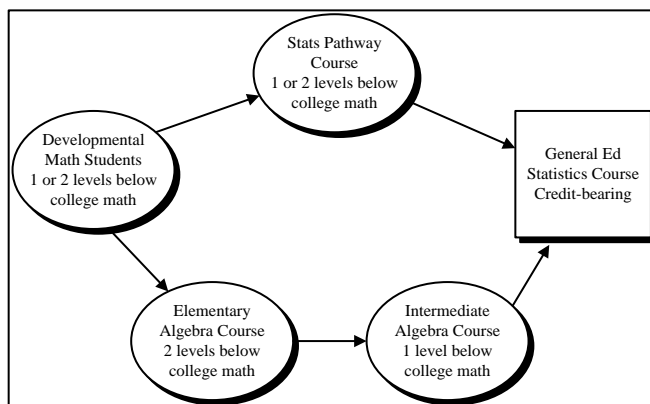 Stats Pathway
Course
1 or 2 levels below
college math
Developmental
Math Students
1 or 2 levels below
college math
General Ed
Statistics Course
Credit-bearing
Elementary
Algebra Course
2 levels below
college math
Intermediate
Algebra Course
1 level below
college math